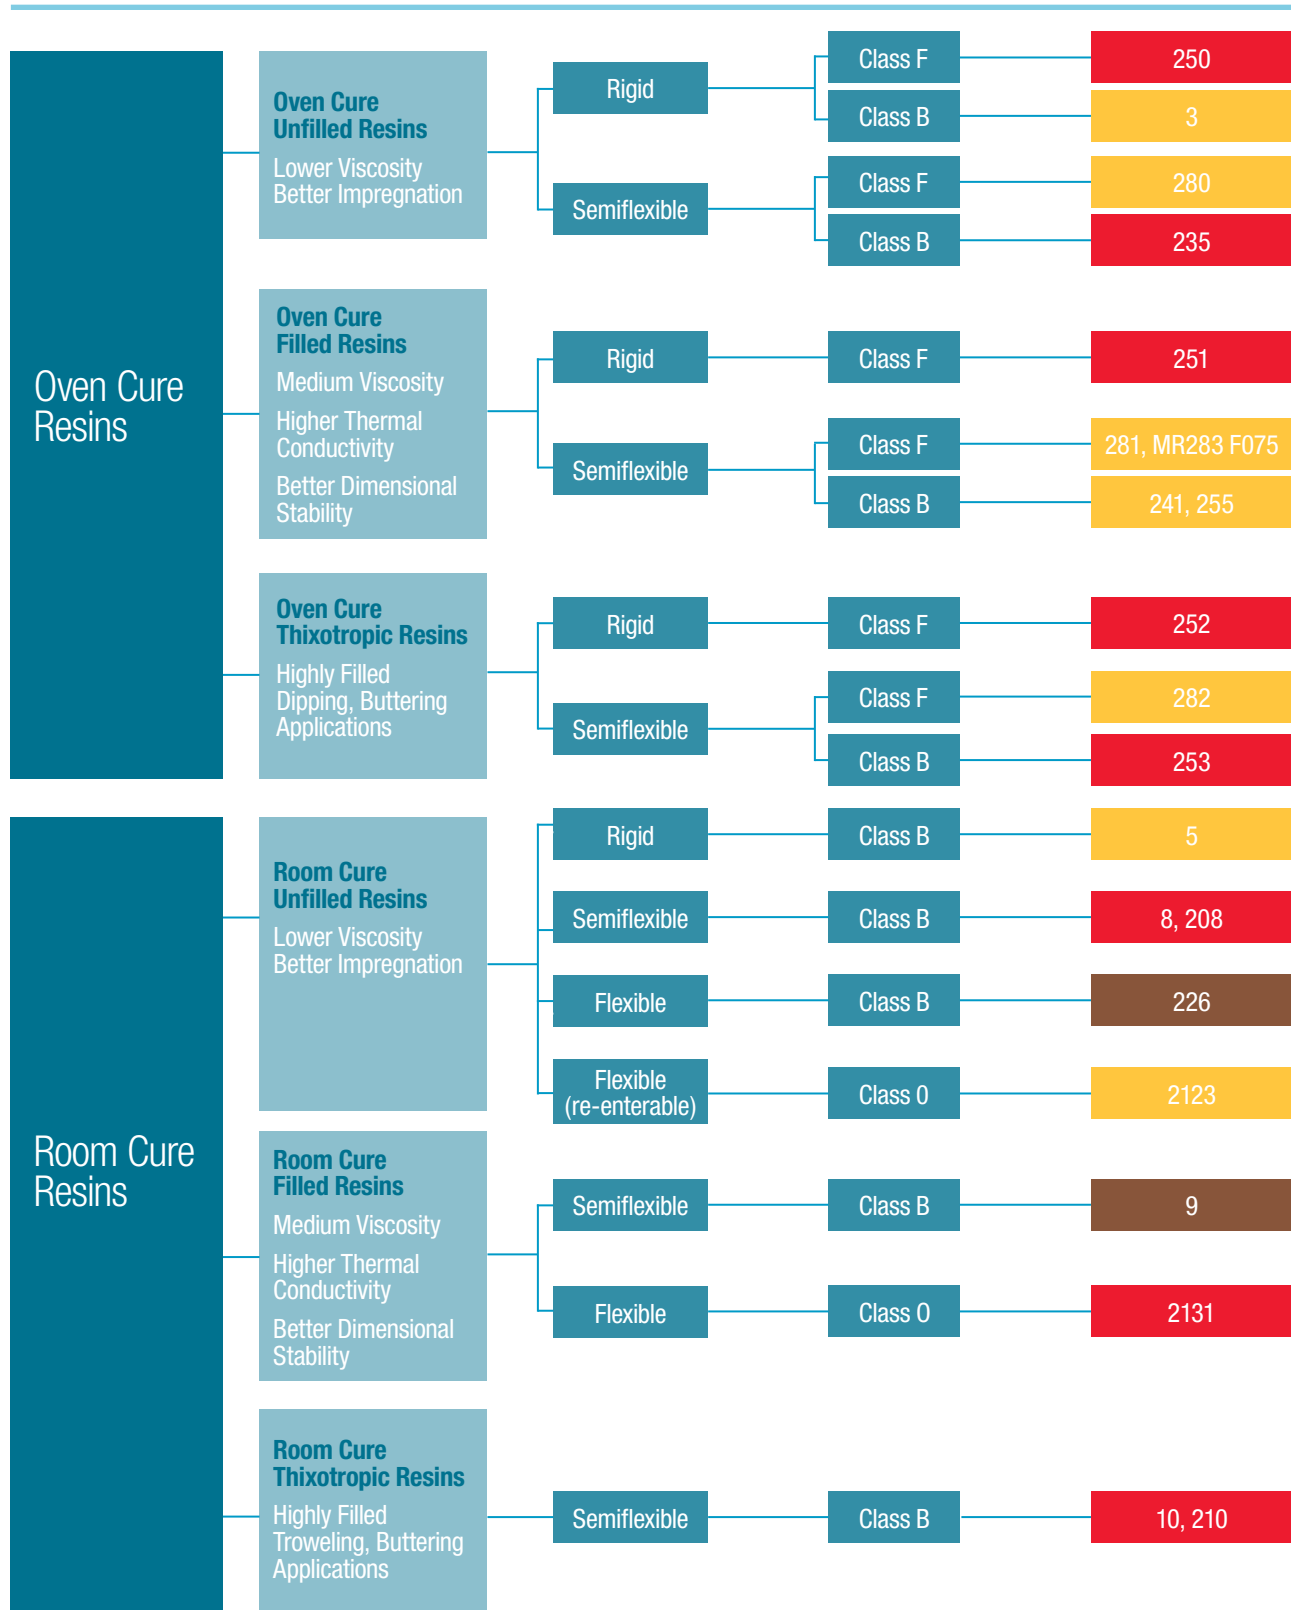 Oven Cure
Resins
Oven Cure
Unfilled Resins
Lower Viscosity
Better Impregnation
Rigid
Class F
250
Class B
3
Semiflexible
Class F
280
Class B
235
Oven Cure
Filled Resins
Medium Viscosity
Higher Thermal
Conductivity
Better Dimensional
Stability
Rigid
Class F
251
Semiflexible
Class F
281, MR283 F075
Class B
241, 255
Oven Cure
Thixotropic Resins
Highly Filled
Dipping, Buttering
Applications
Rigid
Class F
252
Semiflexible
Class F
282
Class B
253
Room Cure
Resins
Room Cure
Unfilled Resins
Lower Viscosity
Better Impregnation
Rigid
Class B
5
Semiflexible
Class B
8, 208
Flexible
Class B
226
Flexible
(re-enterable)
Class 0
2123
Room Cure
Filled Resins
Medium Viscosity
Higher Thermal
Conductivity
Better Dimensional
Stability
Semiflexible
Class B
9
Flexible
Class O
2131
Room Cure
Thixotropic Resins
Highly Filled
Troweling, Buttering
Applications
Semiflexible
Class B
10, 210